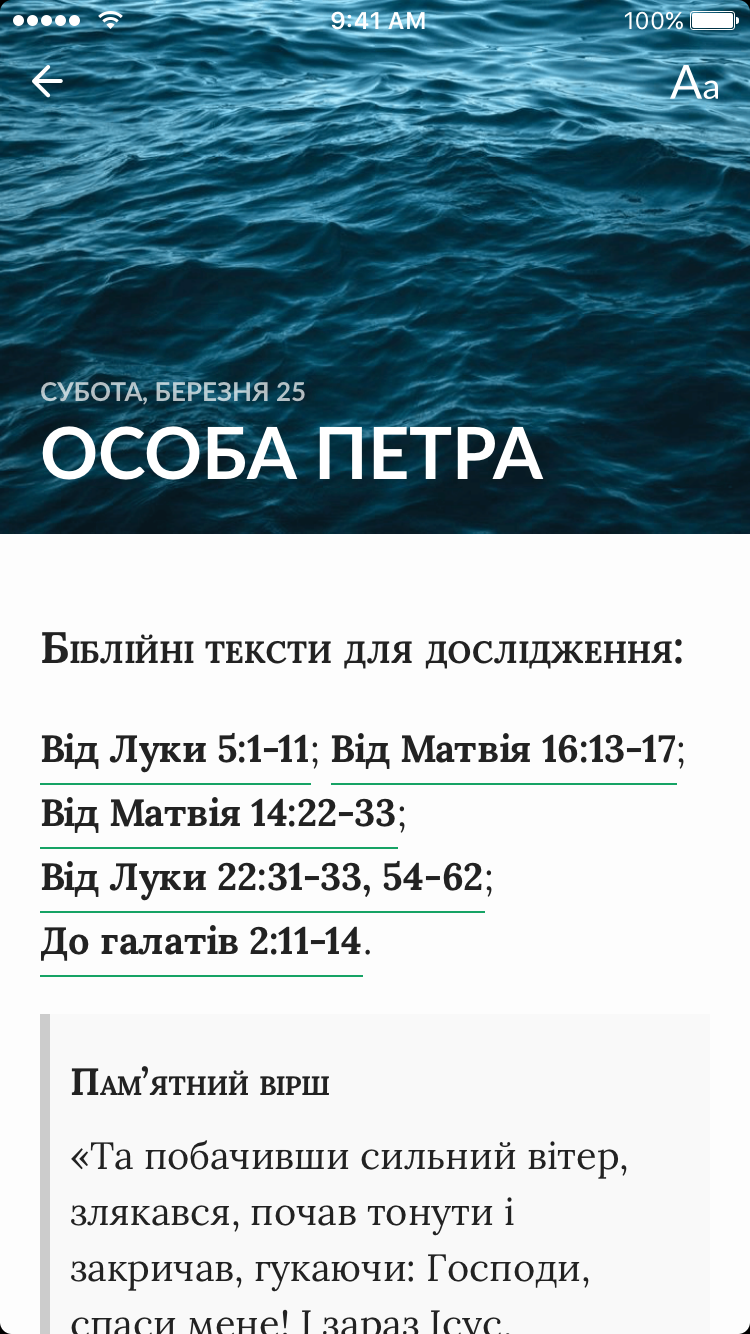 9:41 AM
100%
Aa
СУБОТА, БЕРЕЗНЯ 25
ОСОБА ПЕТРА
Біблійні тексти для дослідження:
Від Луки 5:1-11; Від Матвія 16:13-17;
Від Матвія 14:22-33;
Від Луки 22:31-33, 54-62;
До галатів 2:11-14.
Пам’ятний вірш
«Та побачивши сильний вітер,
злякався, почав тонути і
закричав, гукаючи: Господи,
спаси мене! І зараз Ісус,